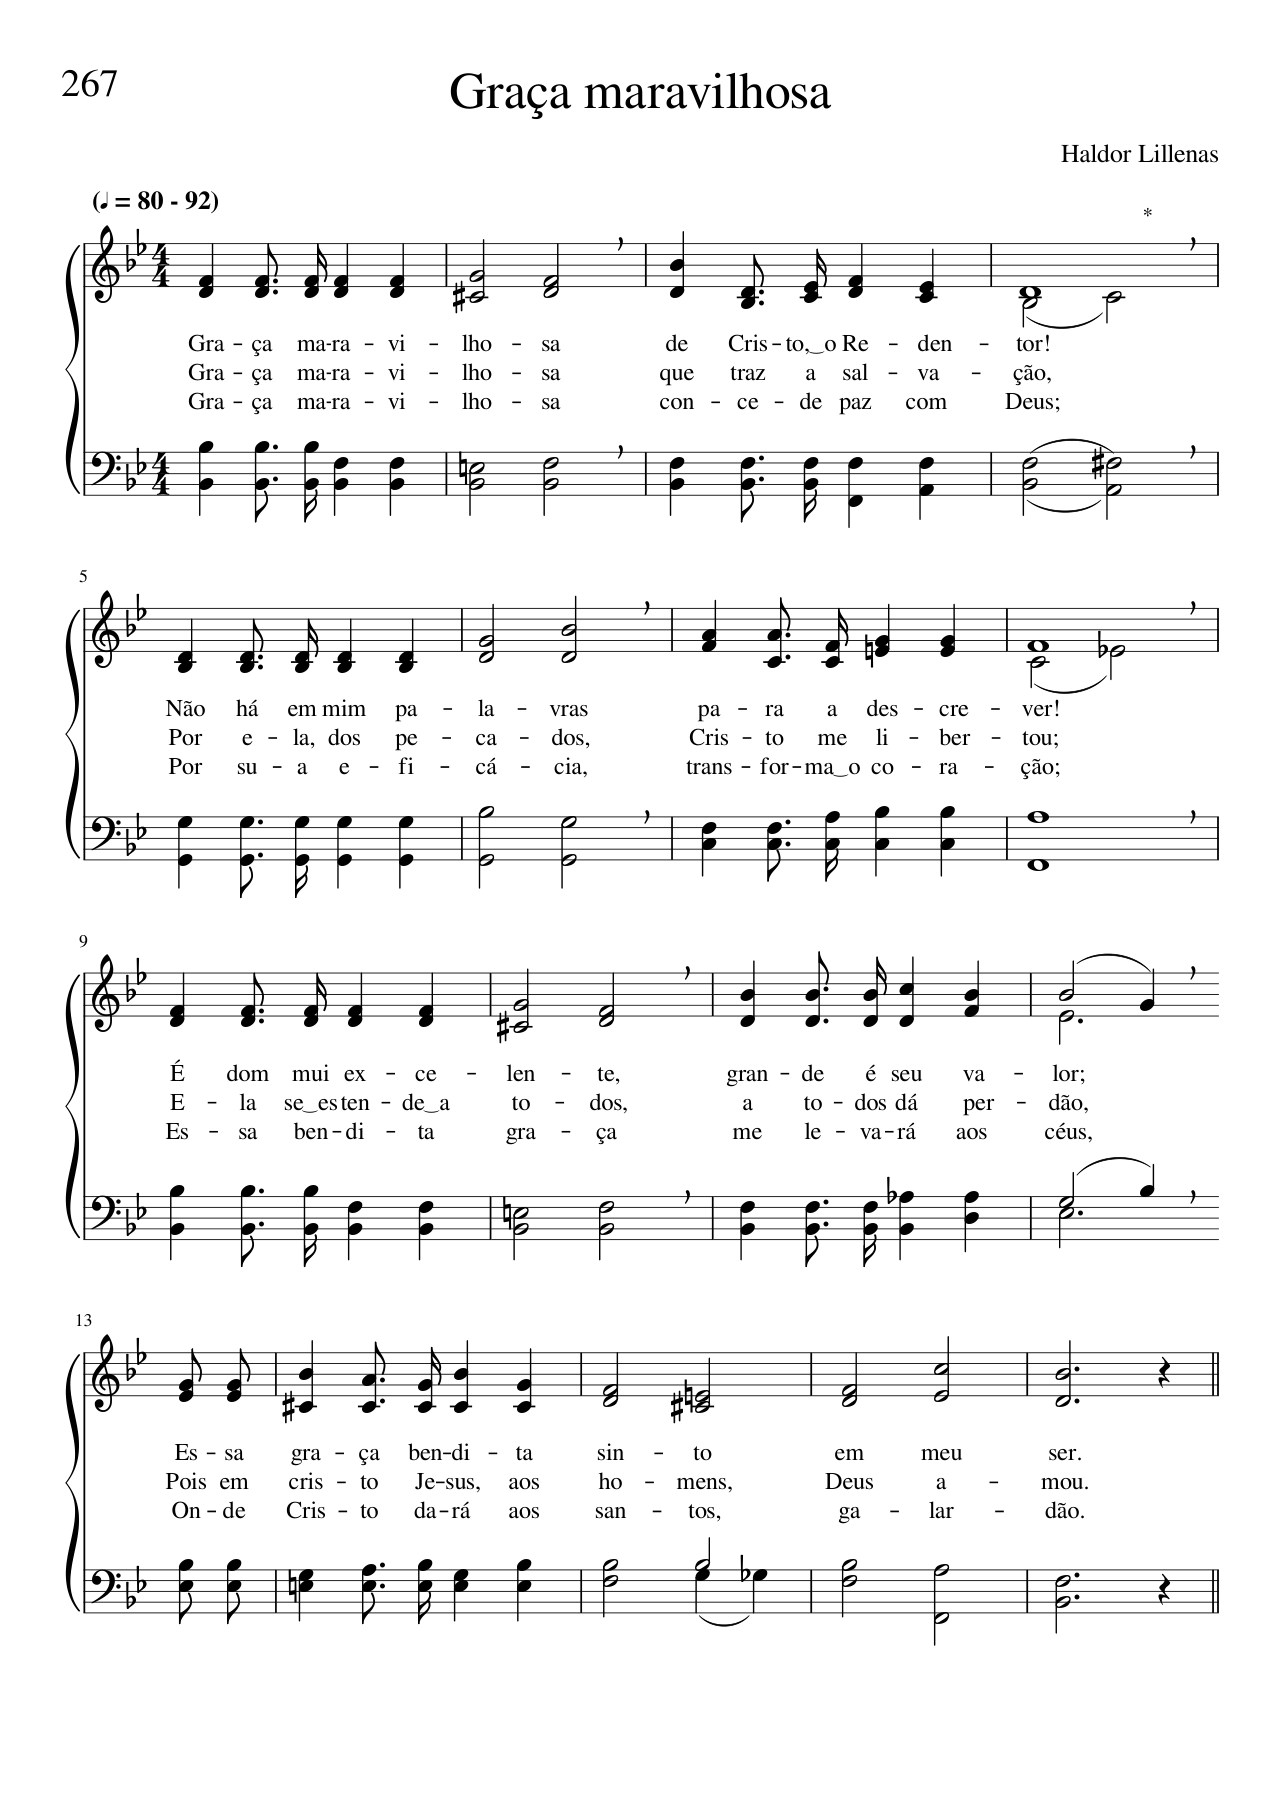 267
Graça maravilhosa
Haldor Lillenas
(♩ = 80 - 92)
*
Gra - ça ma - ra - vi - lho - sa de Cris - to,‿o Re - den - tor!
Gra - ça ma - ra - vi - lho - sa que traz a sal - va - ção,
Gra - ça ma - ra - vi - lho - sa con - ce - de paz com Deus;
5
Não há em mim pa - la - vras pa - ra a des - cre - ver!
Por e - la, dos pe - ca - dos, Cris - to me li - ber - tou;
Por su - a e - fi - cá - cia, trans - for - ma‿o co - ra - ção;
9
É dom mui ex - ce - len - te, gran - de é seu va - lor;
E - la se‿es ten - de‿a to - dos, a to - dos dá per - dão,
Es - sa ben - di - ta gra - ça me le - va - rá aos céus,
13
Es - sa gra - ça ben - di - ta sin - to em meu ser.
Pois em cris - to Je - sus, aos ho - mens, Deus a - mou.
On - de Cris - to da - rá aos san - tos, ga - lar - dão.